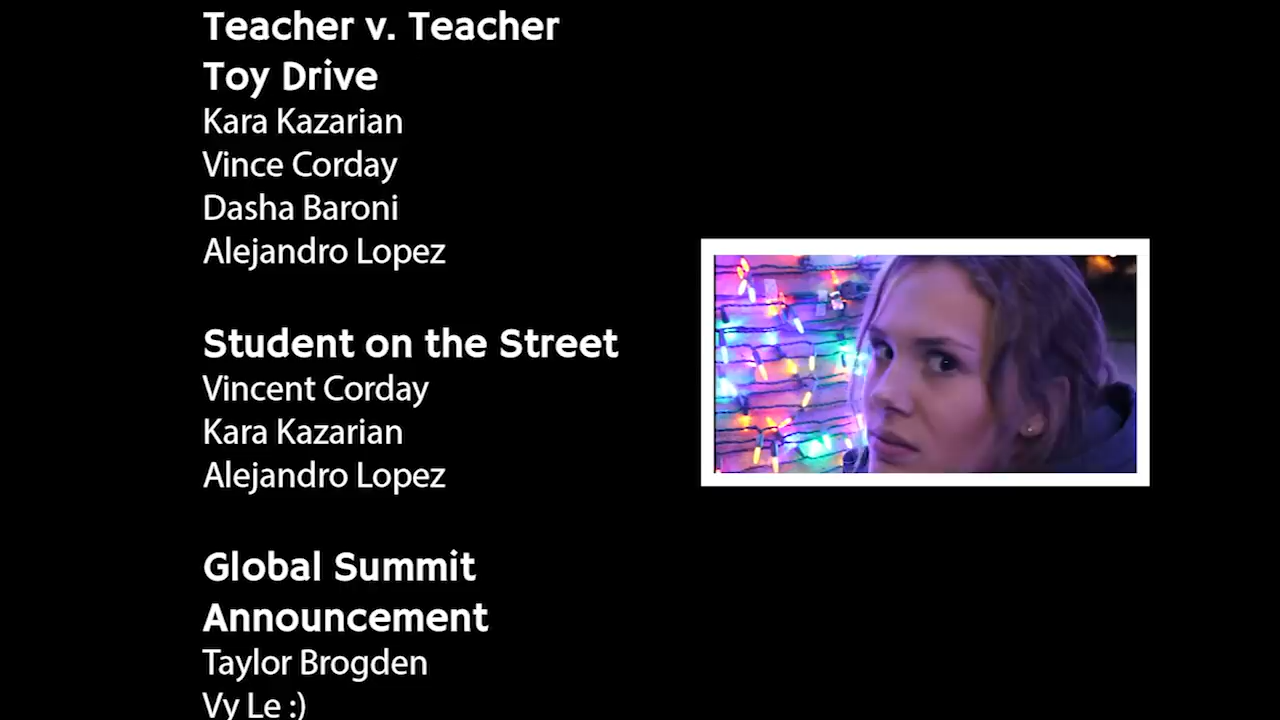 Teacher v. Teacher
Toy Drive
Kara Kazarian
Vince Corday
Dasha Baroni
Alejandro Lopez
Student on the Street
Vincent Corday
Kara Kazarian
Alejandro Lopez
Global Summit
Announcement
Taylor Brogden
Vy Le :)